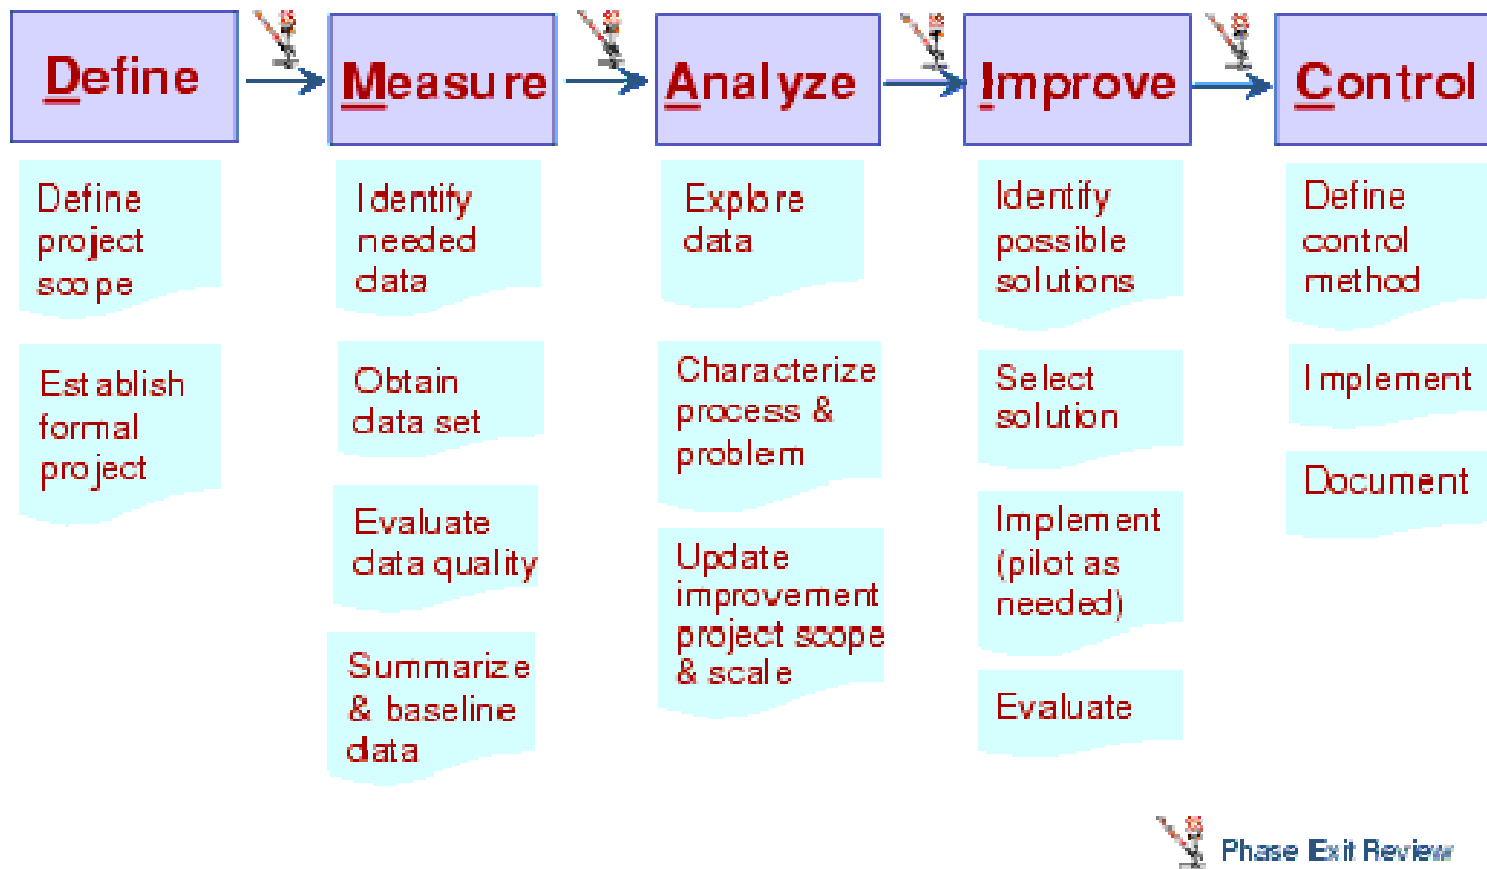 Define
Measure
Analyze
Improve
Control
Define
project
scope
Establish
formal
project
Identify
needed
data
Obtain
data set
Evaluate
data quality
Summarize
& baseline
data
Explore
data
Characterize
process &
problem
Update
improvement
project scope
& scale
Identify
possible
solutions
Select
solution
Implement
(pilot as
needed)
Evaluate
Define
control
method
Implement
Document
Phase Exit Review